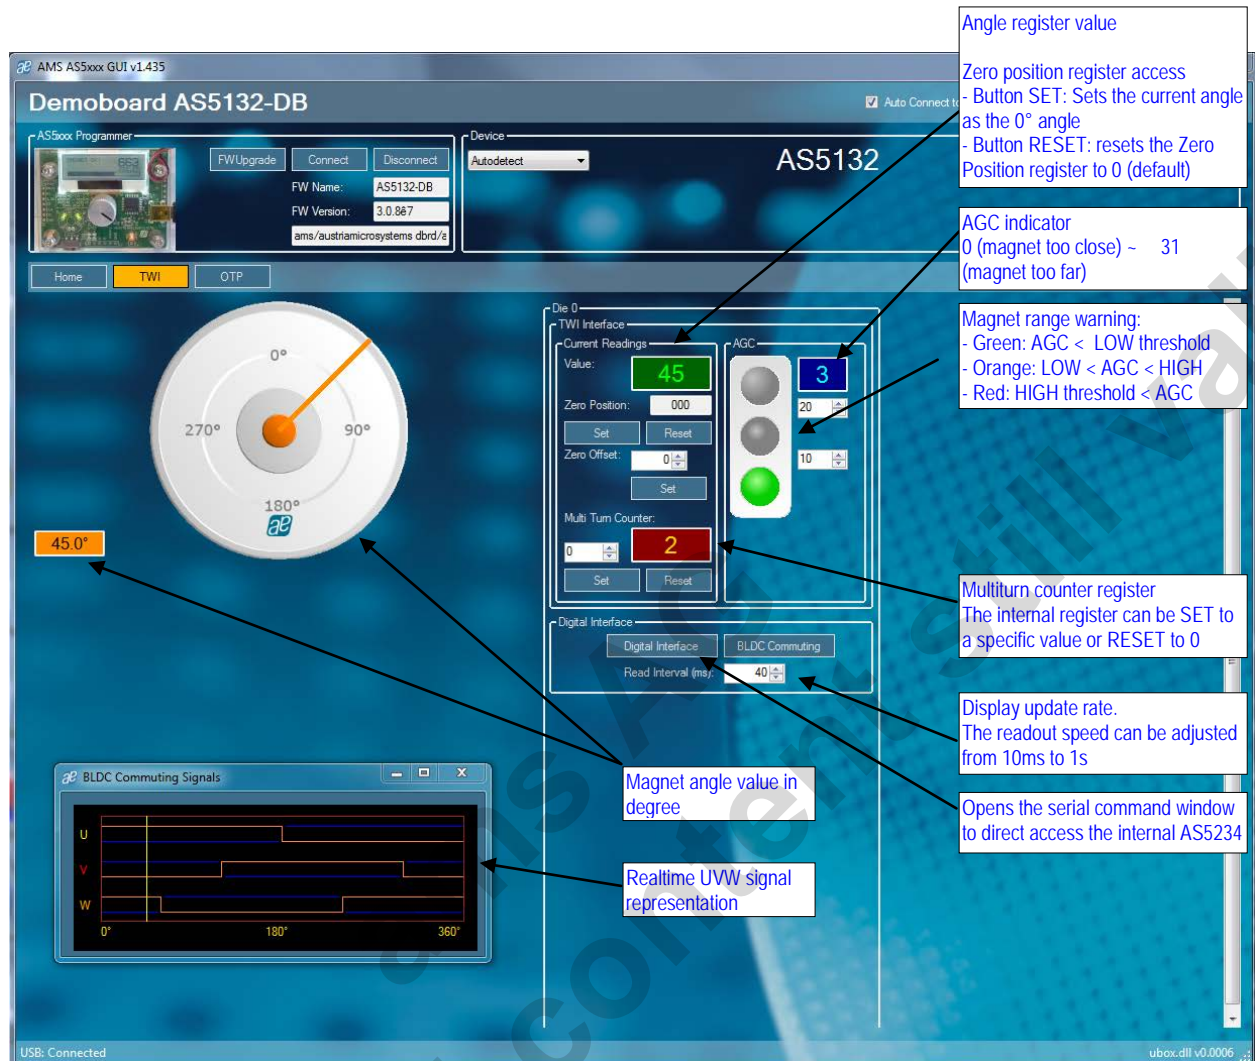 Angle register value
Zero position register access
- Button SET: Sets the current angle
as the 0° angle
- Button RESET: resets the Zero
Position register to 0 (default)
AMS AS5xxx GUI v1.435
Demoboard AS5132-DB
Auto Connect to
AS5xxx Programmer
FW Upgrade
Connect
Disconnect
FW Name:
AS5132-DB
FW Version:
3.0.8ê7
ams/austriamicrosystems dbrd/a
Device
Autodetect
AS5132
AGC indicator
0 (magnet too close) ~ 31
(magnet too far)
Home
TWI
OTP
0°
90°
180°
270°
45.0°
Die 0
TWI Interface
Current Readings
Value:
45
Zero Position:
000
Set
Reset
Zero Offset:
0
Set
Multi Turn Counter:
0
2
Set
Reset
AGC
3
20
10
Magnet range warning:
- Green: AGC < LOW threshold
- Orange: LOW < AGC < HIGH
- Red: HIGH threshold < AGC
Multiturn counter register
The internal register can be SET to
a specific value or RESET to 0
Digital Interface
Digital Interface
BLDC Commuting
Read Interval (ms):
40
Display update rate.
The readout speed can be adjusted
from 10ms to 1s
Opens the serial command window
to direct access the internal AS5234
Magnet angle value in
degree
BLDC Commuting Signals
U
V
W
0°
180°
360°
Realtime UVW signal
representation
ams AG
content still val
USB: Connected
ubox.dll v0.0006